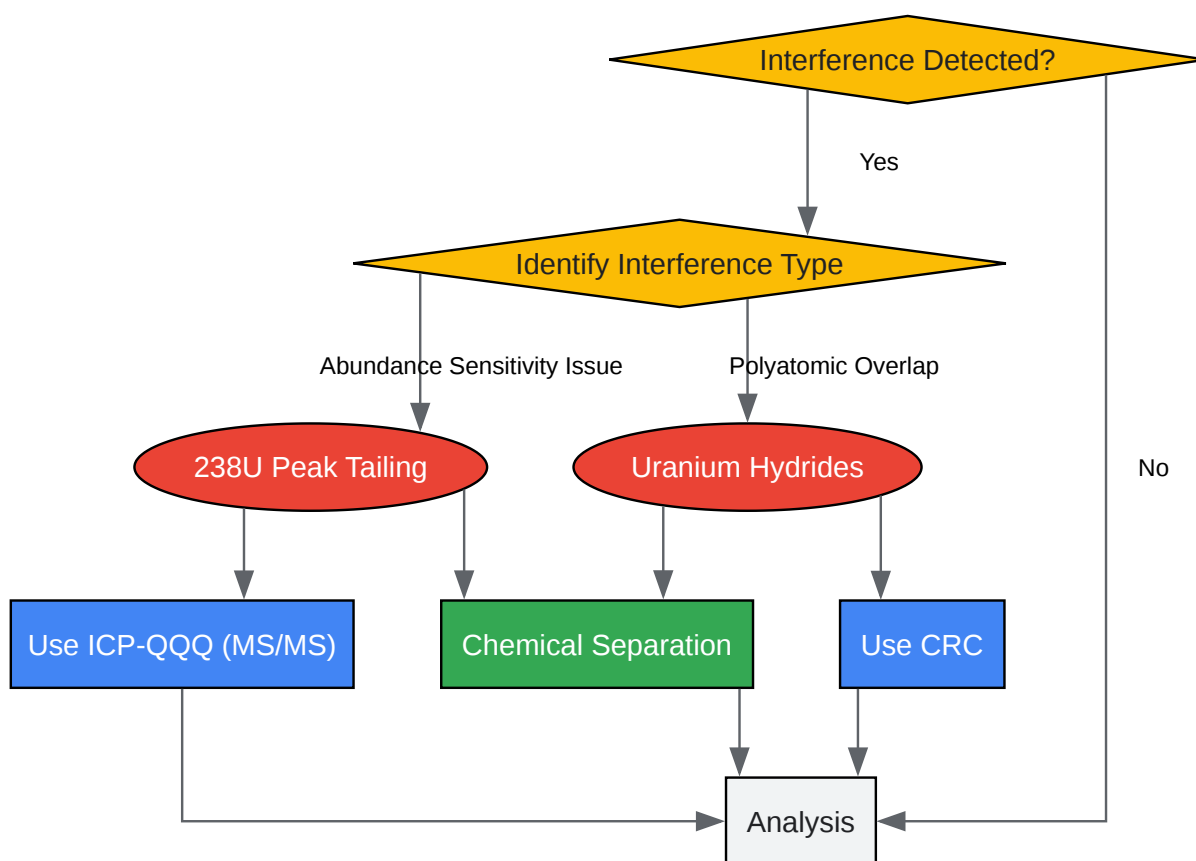 Interference Detected?
Yes
Identify Interference Type
Abundance Sensitivity Issue
Polyatomic Overlap
238U Peak Tailing
Uranium Hydrides
No
Use ICP-QQQ (MS/MS)
Chemical Separation
Use CRC
Analysis